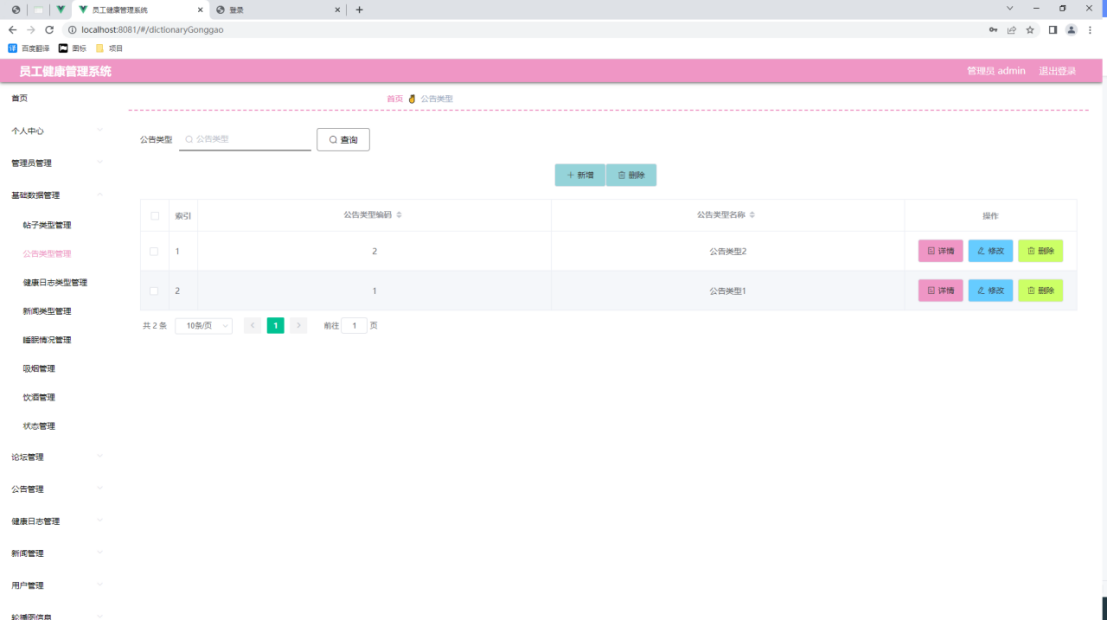 员工健康管理系统
登录
localhost:8081/#/dictionaryGonggao
百度翻译
图标
项目
员工健康管理系统
管理员 admin
退出登录
首页
个人中心
管理员管理
基础数据管理
帖子类型管理
公告类型管理
健康日志类型管理
新闻类型管理
睡眠情况管理
吸烟管理
饮酒管理
状态管理
论坛管理
公告管理
健康日志管理
新闻管理
用户管理
轮播图信息
首页 公告类型
公告类型 公告类型 查询
新增 删除
索引 公告类型编码 公告类型名称 操作
1 2 公告类型2 详情 修改 删除
2 1 公告类型1 详情 修改 删除
共 2 条 10条/页 1 前往 1 页